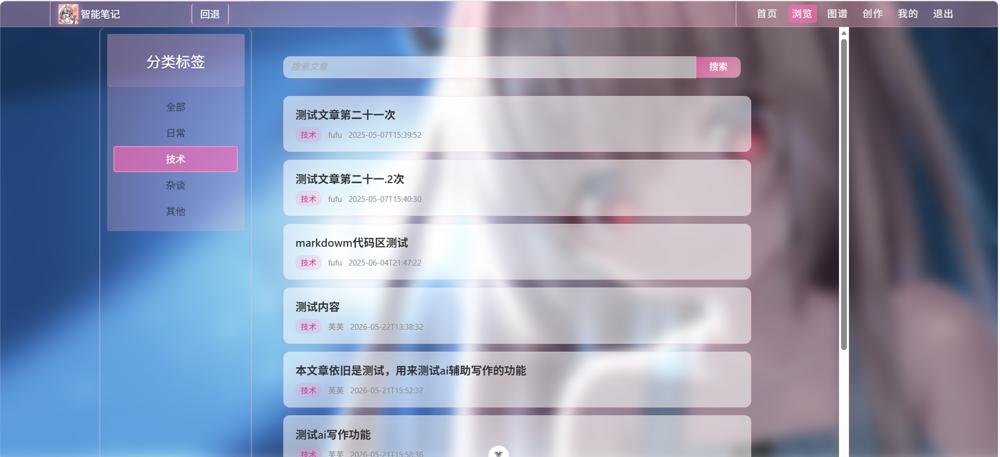 智能笔记 回退 首页 浏览 图谱 创作 我的 退出
分类标签
全部
日常
技术
杂谈
其他
搜索文章 搜索
测试文章第二十一次
技术 fufu 2025-05-07T15:39:52
测试文章第二十一.2次
技术 fufu 2025-05-07T15:40:30
markdowm代码区测试
技术 fufu 2025-06-04T21:47:22
测试内容
技术 芙芙 2026-05-22T13:38:32
本文章依旧是测试，用来测试ai辅助写作的功能
技术 芙芙 2026-05-21T15:52:37
测试ai写作功能
技术 芙芙 2026-05-21T15:58:36